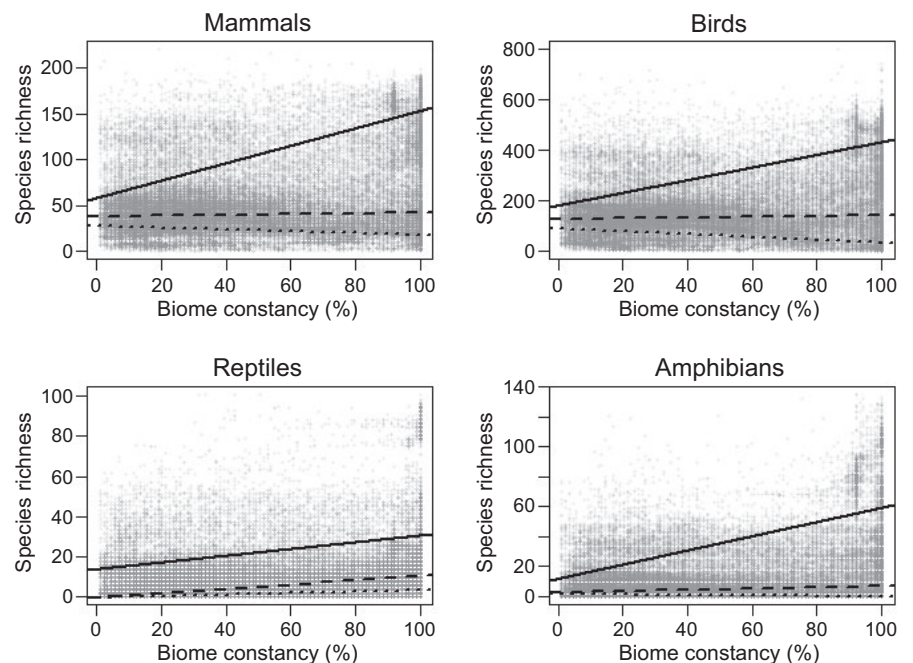 Mammals
Species richness
200
150
100
50
0
0 20 40 60 80 100
Biome constancy (%)
Birds
Species richness
800
600
400
200
0
0 20 40 60 80 100
Biome constancy (%)
Reptiles
Species richness
100
80
60
40
20
0
0 20 40 60 80 100
Biome constancy (%)
Amphibians
Species richness
140
100
60
20
0
0 20 40 60 80 100
Biome constancy (%)